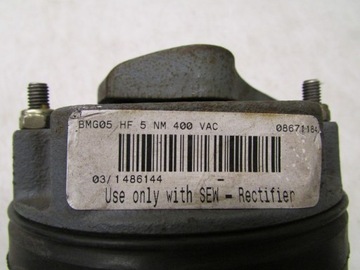 BMG05 HF 5 NM 400 VAC
03/1486144 -
Use only with SEW - Rectifier